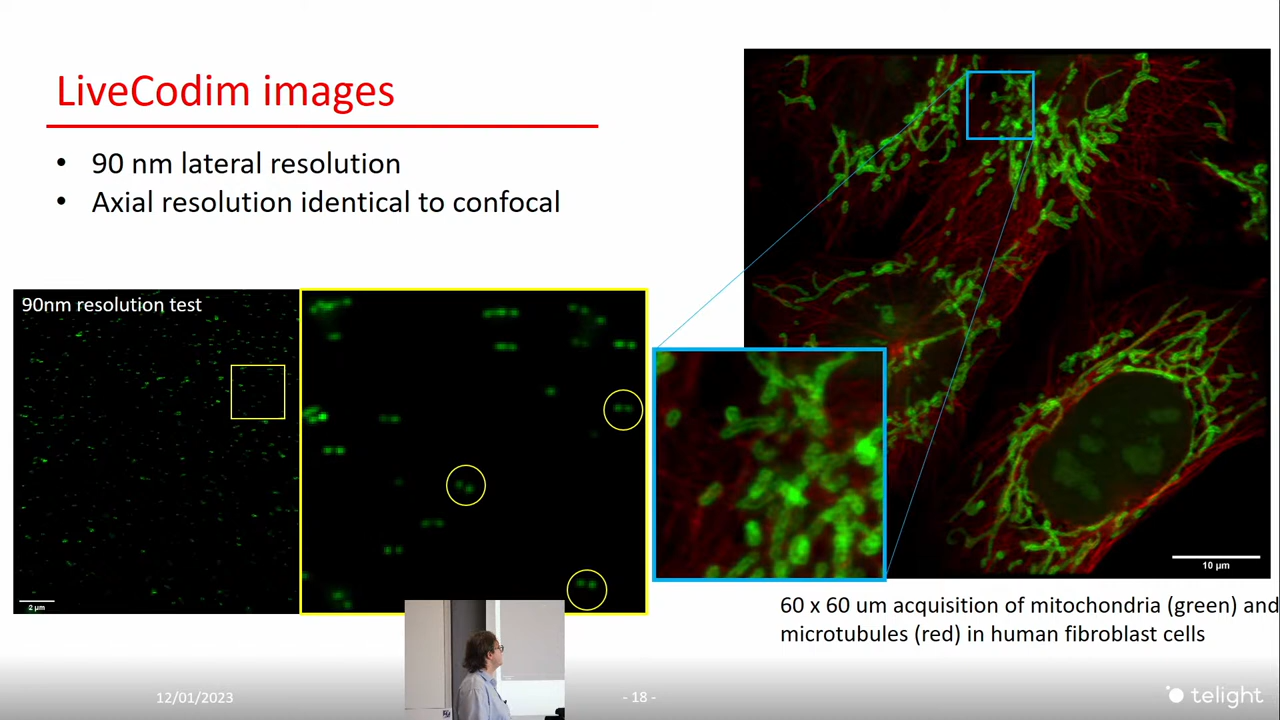 LiveCodim images
• 90 nm lateral resolution
• Axial resolution identical to confocal
90nm resolution test
2 µm
10 µm
60 x 60 um acquisition of mitochondria (green) and
microtubules (red) in human fibroblast cells
12/01/2023
- 18 -
telight